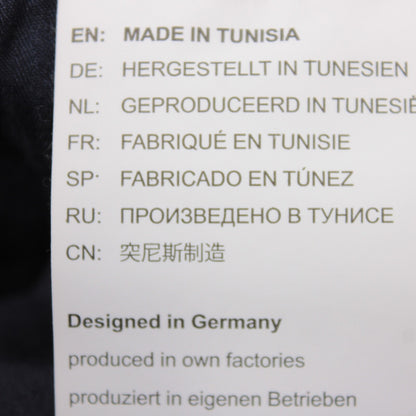 EN: MADE IN TUNISIA
DE: HERGESTELLT IN TUNESIEN
NL: GEPRODUCEERD IN TUNESIË
FR: FABRIQUÉ EN TUNISIE
SP: FABRICADO EN TÚNEZ
RU: ПРОИЗВЕДЕНО В ТУНИСЕ
CN: 突尼斯制造
Designed in Germany
produced in own factories
produziert in eigenen Betrieben